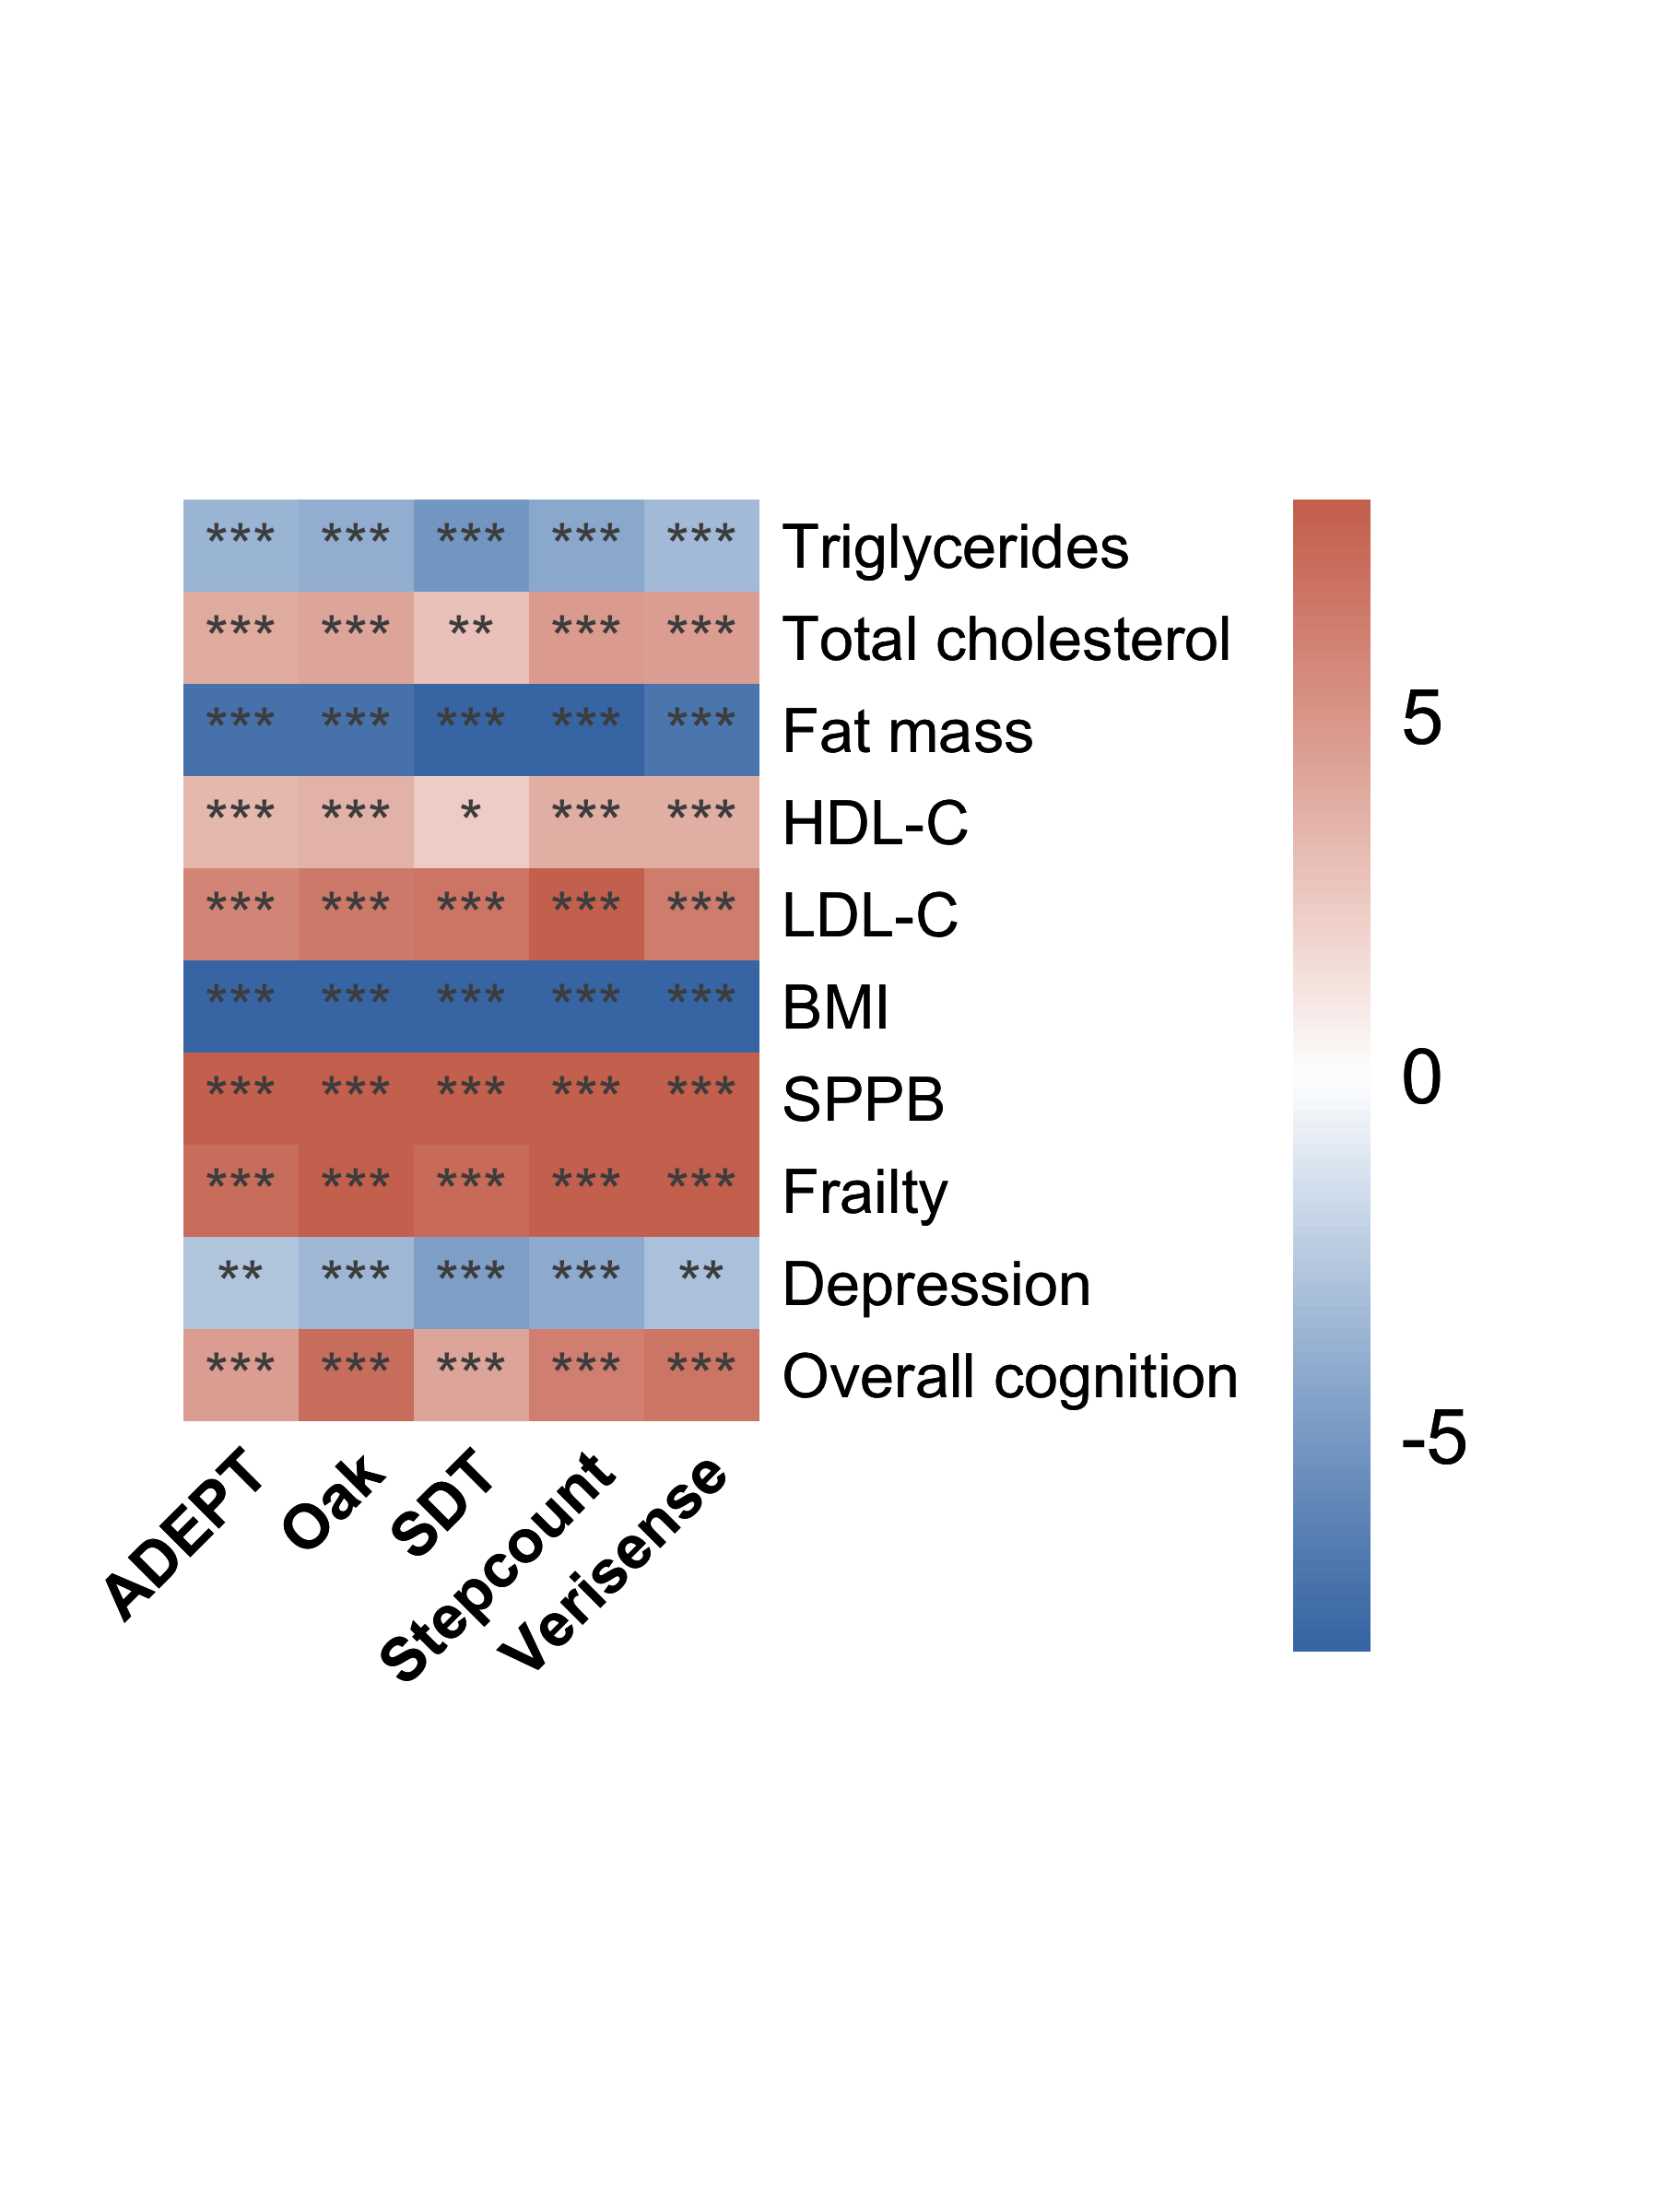 *** *** *** *** *** Triglycerides
*** *** ** *** *** Total cholesterol
*** *** *** *** *** Fat mass
*** *** * *** *** HDL-C
*** *** *** *** *** LDL-C
*** *** *** *** *** BMI
*** *** *** *** *** SPPB
*** *** *** *** *** Frailty
** *** *** *** ** Depression
*** *** *** *** *** Overall cognition
ADEPT
Oak
SDT
Stepcount
Verisense
5
0
-5